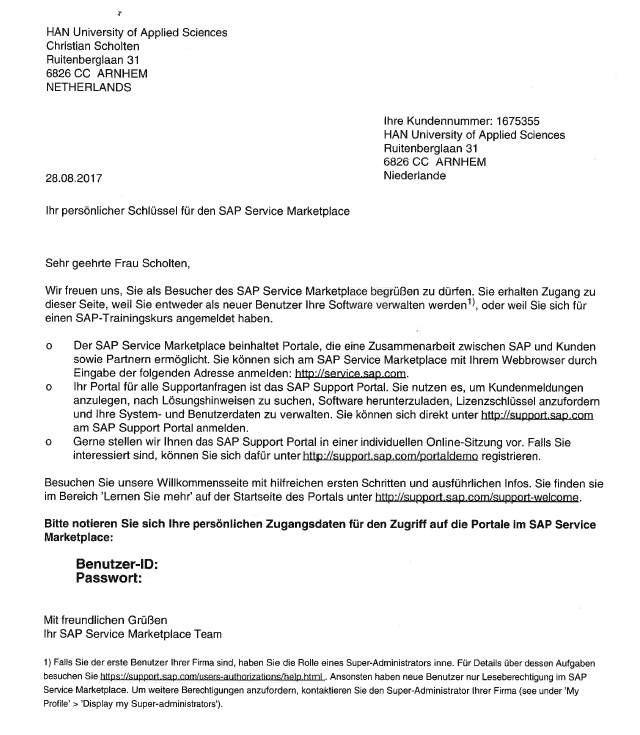 HAN University of Applied Sciences
Christian Scholten
Ruitenberglaan 31
6826 CC ARNHEM
NETHERLANDS
Ihre Kundennummer: 1675355
HAN University of Applied Sciences
Ruitenberglaan 31
6826 CC ARNHEM
Niederlande
28.08.2017
Ihr persönlicher Schlüssel für den SAP Service Marketplace
Sehr geehrte Frau Scholten,
Wir freuen uns, Sie als Besucher des SAP Service Marketplace begrüßen zu dürfen. Sie erhalten Zugang zu
dieser Seite, weil Sie entweder als neuer Benutzer Ihre Software verwalten werden1), oder weil Sie sich für
einen SAP-Trainingskurs angemeldet haben.
o Der SAP Service Marketplace beinhaltet Portale, die eine Zusammenarbeit zwischen SAP und Kunden
sowie Partnern ermöglicht. Sie können sich am SAP Service Marketplace mit Ihrem Webbrowser durch
Eingabe der folgenden Adresse anmelden: http://service.sap.com.
o Ihr Portal für alle Supportanfragen ist das SAP Support Portal. Sie nutzen es, um Kundenmeldungen
anzulegen, nach Lösungshinweisen zu suchen, Software herunterzuladen, Lizenzschlüssel anzufordern
und Ihre System- und Benutzerdaten zu verwalten. Sie können sich direkt unter http://support.sap.com
am SAP Support Portal anmelden.
o Gerne stellen wir Ihnen das SAP Support Portal in einer individuellen Online-Sitzung vor. Falls Sie
interessiert sind, können Sie sich dafür unter http://support.sap.com/portaldemo registrieren.
Besuchen Sie unsere Willkommensseite mit hilfreichen ersten Schritten und ausführlichen Infos. Sie finden sie
im Bereich 'Lernen Sie mehr' auf der Startseite des Portals unter http://support.sap.com/support-welcome.
Bitte notieren Sie sich Ihre persönlichen Zugangsdaten für den Zugriff auf die Portale im SAP Service
Marketplace:
Benutzer-ID:
Passwort:
Mit freundlichen Grüßen
Ihr SAP Service Marketplace Team
1) Falls Sie der erste Benutzer Ihrer Firma sind, haben Sie die Rolle eines Super-Administrators inne. Für Details über dessen Aufgaben
besuchen Sie https://support.sap.com/users-authorizations/help.html . Ansonsten haben neue Benutzer nur Leseberechtigung im SAP
Service Marketplace. Um weitere Berechtigungen anzufordern, kontaktieren Sie den Super-Administrator Ihrer Firma (see under 'My
Profile' > 'Display my Super-administrators').